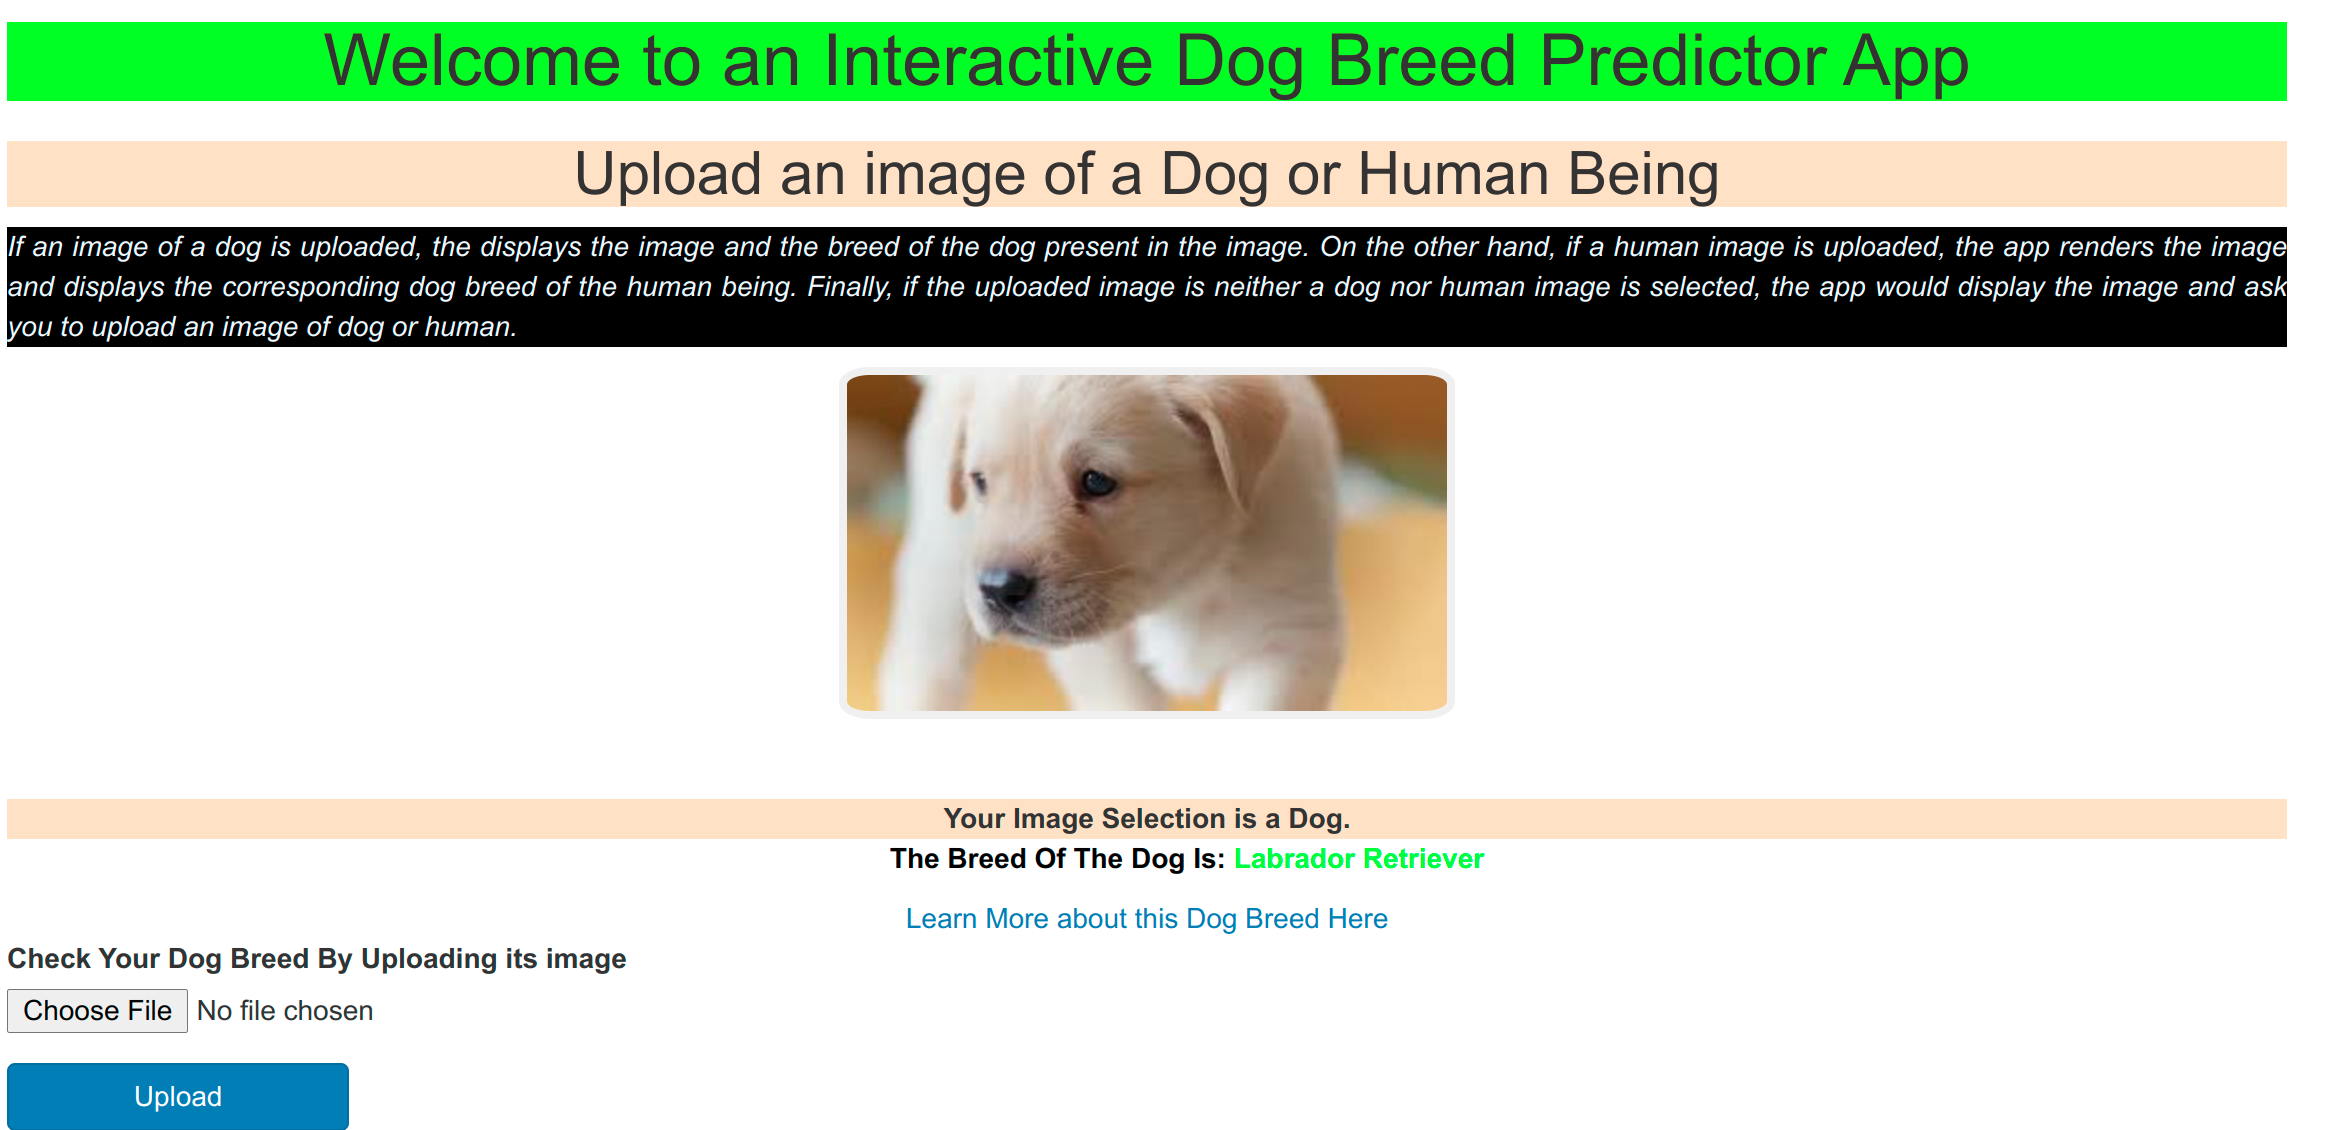 Welcome to an Interactive Dog Breed Predictor App
Upload an image of a Dog or Human Being
If an image of a dog is uploaded, the displays the image and the breed of the dog present in the image. On the other hand, if a human image is uploaded, the app renders the image
and displays the corresponding dog breed of the human being. Finally, if the uploaded image is neither a dog nor human image is selected, the app would display the image and ask
you to upload an image of dog or human.
Your Image Selection is a Dog.
The Breed Of The Dog Is: Labrador Retriever
Learn More about this Dog Breed Here
Check Your Dog Breed By Uploading its image
Choose File No file chosen
Upload